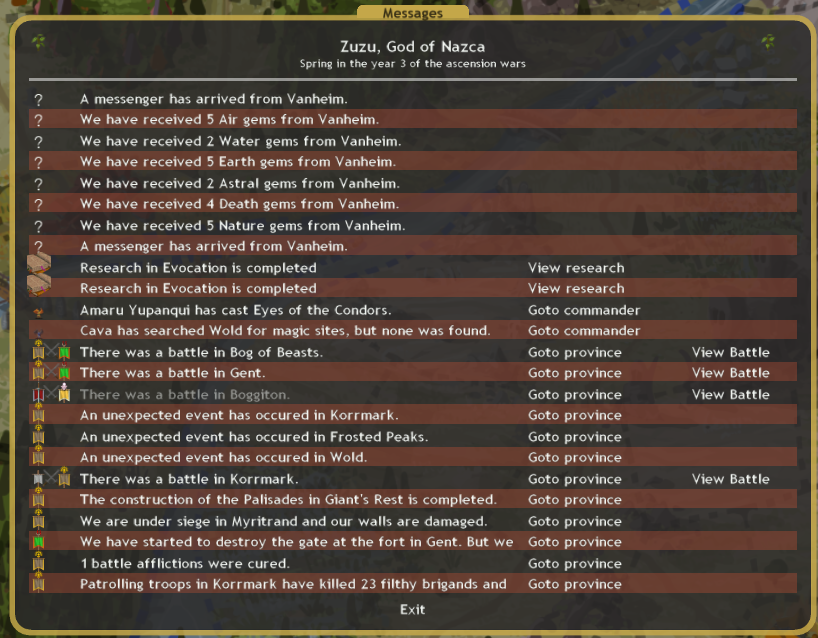 Messages
Zuzu, God of Nazca
Spring in the year 3 of the ascension wars
? A messenger has arrived from Vanheim.
? We have received 5 Air gems from Vanheim.
? We have received 2 Water gems from Vanheim.
? We have received 5 Earth gems from Vanheim.
? We have received 2 Astral gems from Vanheim.
? We have received 4 Death gems from Vanheim.
? We have received 5 Nature gems from Vanheim.
? A messenger has arrived from Vanheim.
Research in Evocation is completed View research
Research in Evocation is completed View research
Amaru Yupanqui has cast Eyes of the Condors. Goto commander
Cava has searched Wold for magic sites, but none was found. Goto commander
There was a battle in Bog of Beasts. Goto province View Battle
There was a battle in Gent. Goto province View Battle
There was a battle in Boggiton. Goto province View Battle
An unexpected event has occured in Korrmark. Goto province
An unexpected event has occured in Frosted Peaks. Goto province
An unexpected event has occured in Wold. Goto province
There was a battle in Korrmark. Goto province View Battle
The construction of the Palisades in Giant's Rest is completed. Goto province
We are under siege in Myritrand and our walls are damaged. Goto province
We have started to destroy the gate at the fort in Gent. But we Goto province
1 battle afflictions were cured. Goto province
Patrolling troops in Korrmark have killed 23 filthy brigands and Goto province
Exit